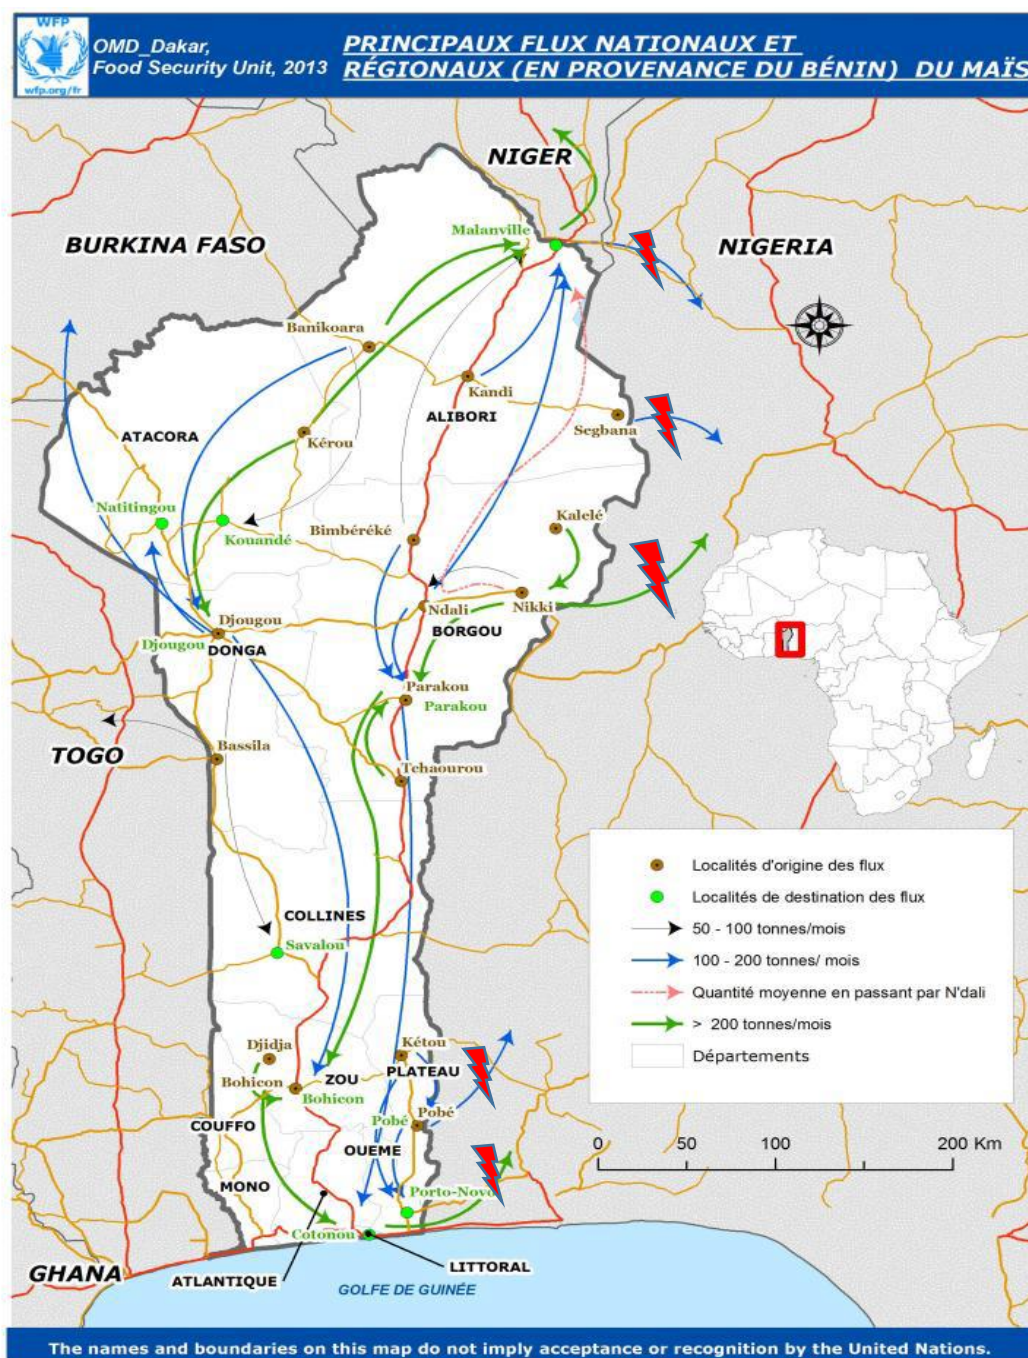 WFP
wfp.org/fr
OMD_Dakar,
Food Security Unit, 2013
PRINCIPAUX FLUX NATIONAUX ET
RÉGIONAUX (EN PROVENANCE DU BÉNIN) DU MAÏS
NIGER
BURKINA FASO
Malanville
NIGERIA
Banikoara
Kandi
ALIBORI
Segbana
ATACORA
Kérou
Natitingou
Kouandé
Bimbéréké
Kalelé
Djougou
Djougou
DONGA
Ndali
Nikki
BORGOU
Parakou
Parakou
TOGO
Bassila
Tchaourou
COLLINES
Savalou
Djidja
Kétou
Bohicon
ZOU
PLATEAU
Bohicon
COUFFO
Pobé
Pobé
OUEME
MONO
Porto-Novo
Cotonou
LITTORAL
GHANA
ATLANTIQUE
GOLFE DE GUINÉE
Localités d'origine des flux
Localités de destination des flux
50 - 100 tonnes/mois
100 - 200 tonnes/ mois
Quantité moyenne en passant par N'dali
> 200 tonnes/mois
Départements
0 50 100 200 Km
The names and boundaries on this map do not imply acceptance or recognition by the United Nations.